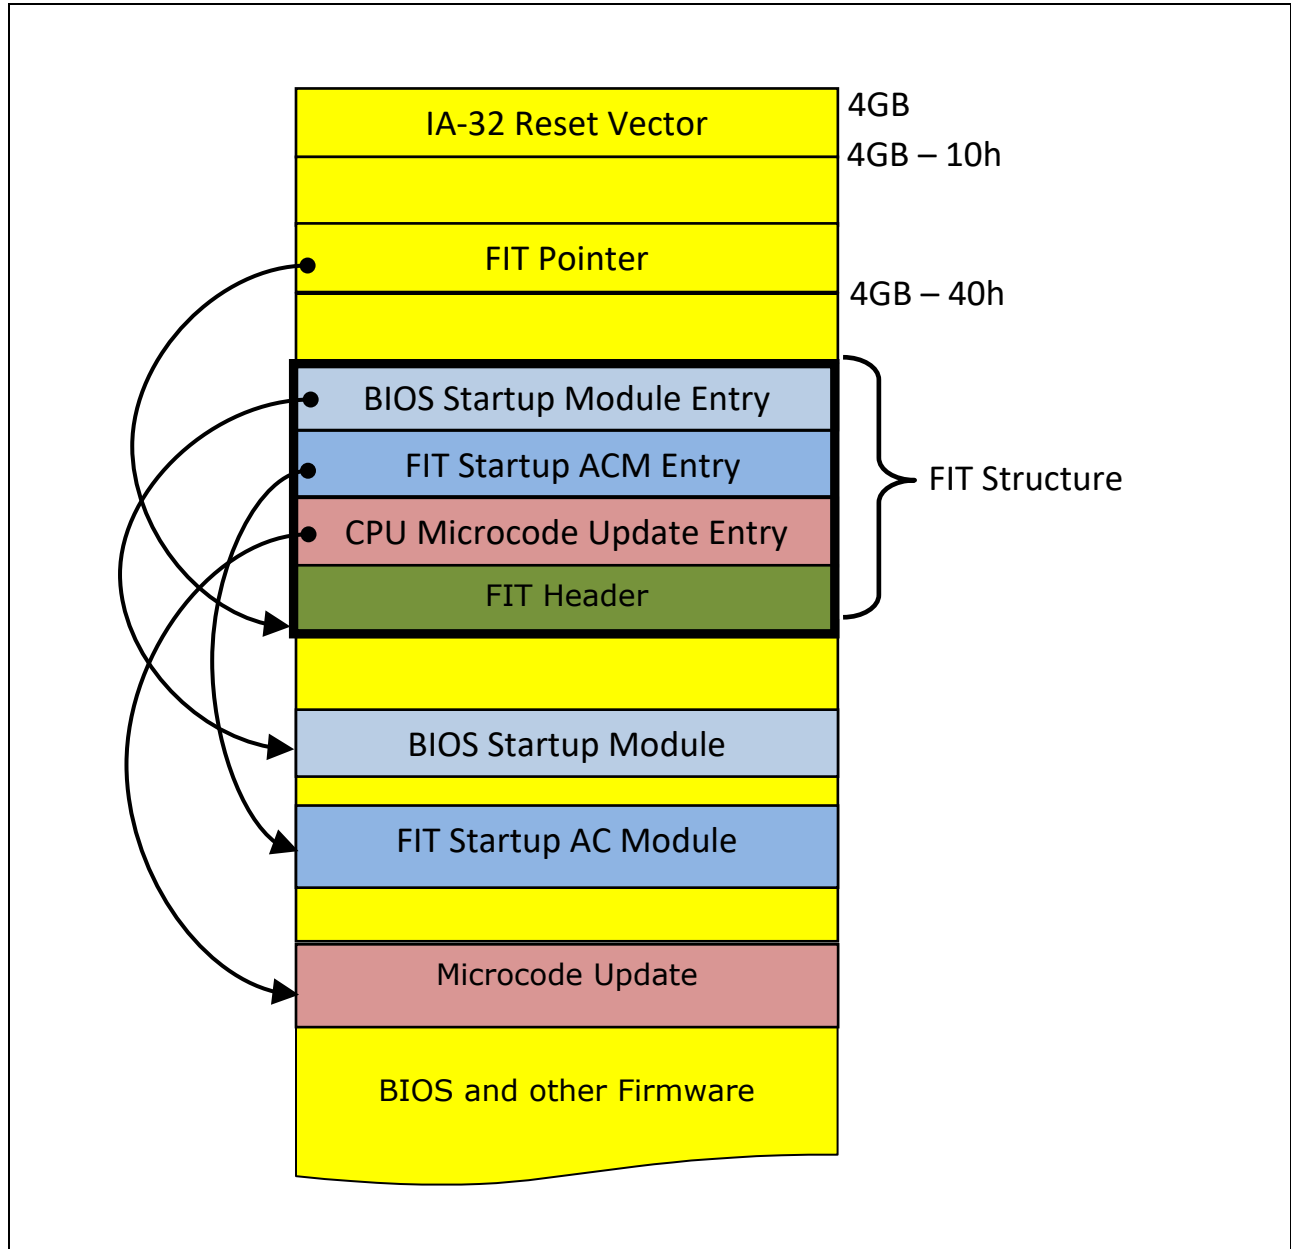 IA-32 Reset Vector
4GB
4GB – 10h
FIT Pointer
4GB – 40h
BIOS Startup Module Entry
FIT Startup ACM Entry
FIT Structure
CPU Microcode Update Entry
FIT Header
BIOS Startup Module
FIT Startup AC Module
Microcode Update
BIOS and other Firmware